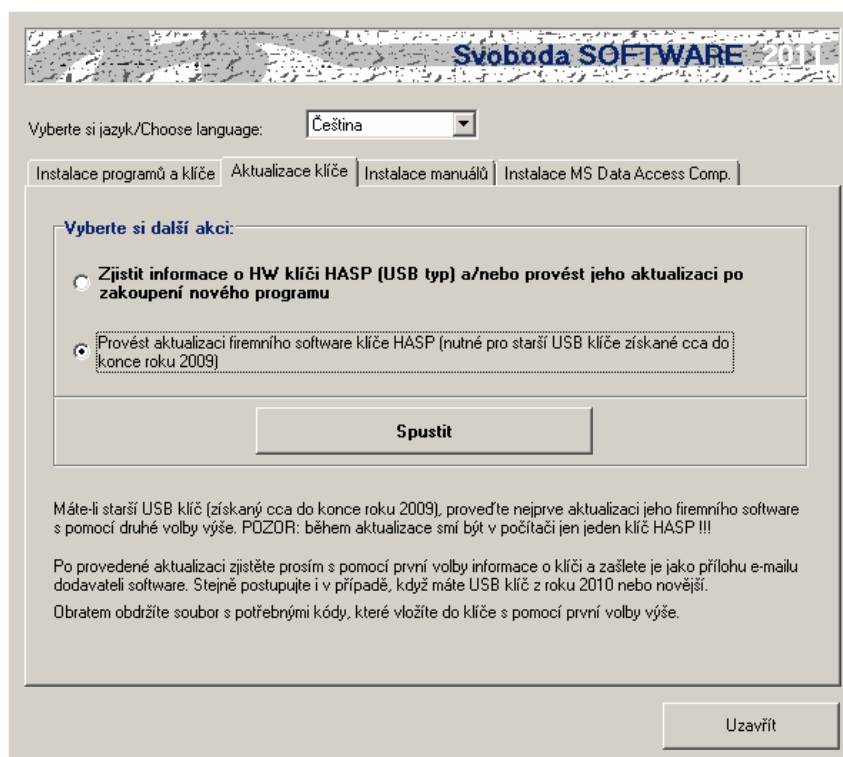 Svoboda SOFTWARE 2011
Vyberte si jazyk/Choose language:
Čeština
Instalace programů a klíče
Aktualizace klíče
Instalace manuálů
Instalace MS Data Access Comp.
Vyberte si další akci:
Zjistit informace o HW klíči HASP (USB typ) a/nebo provést jeho aktualizaci po
zakoupení nového programu
Provést aktualizaci firemního software klíče HASP (nutné pro starší USB klíče získané cca do
konce roku 2009)
Spustit
Máte-li starší USB klíč (získaný cca do konce roku 2009), proveďte nejprve aktualizaci jeho firemního software
s pomocí druhé volby výše. POZOR: během aktualizace smí být v počítači jen jeden klíč HASP !!!
Po provedené aktualizaci zjistěte prosím s pomocí první volby informace o klíči a zašlete je jako přílohu e-mailu
dodavateli software. Stejně postupujte i v případě, když máte USB klíč z roku 2010 nebo novější.
Obratem obdržíte soubor s potřebnými kódy, které vložíte do klíče s pomocí první volby výše.
Uzavřít